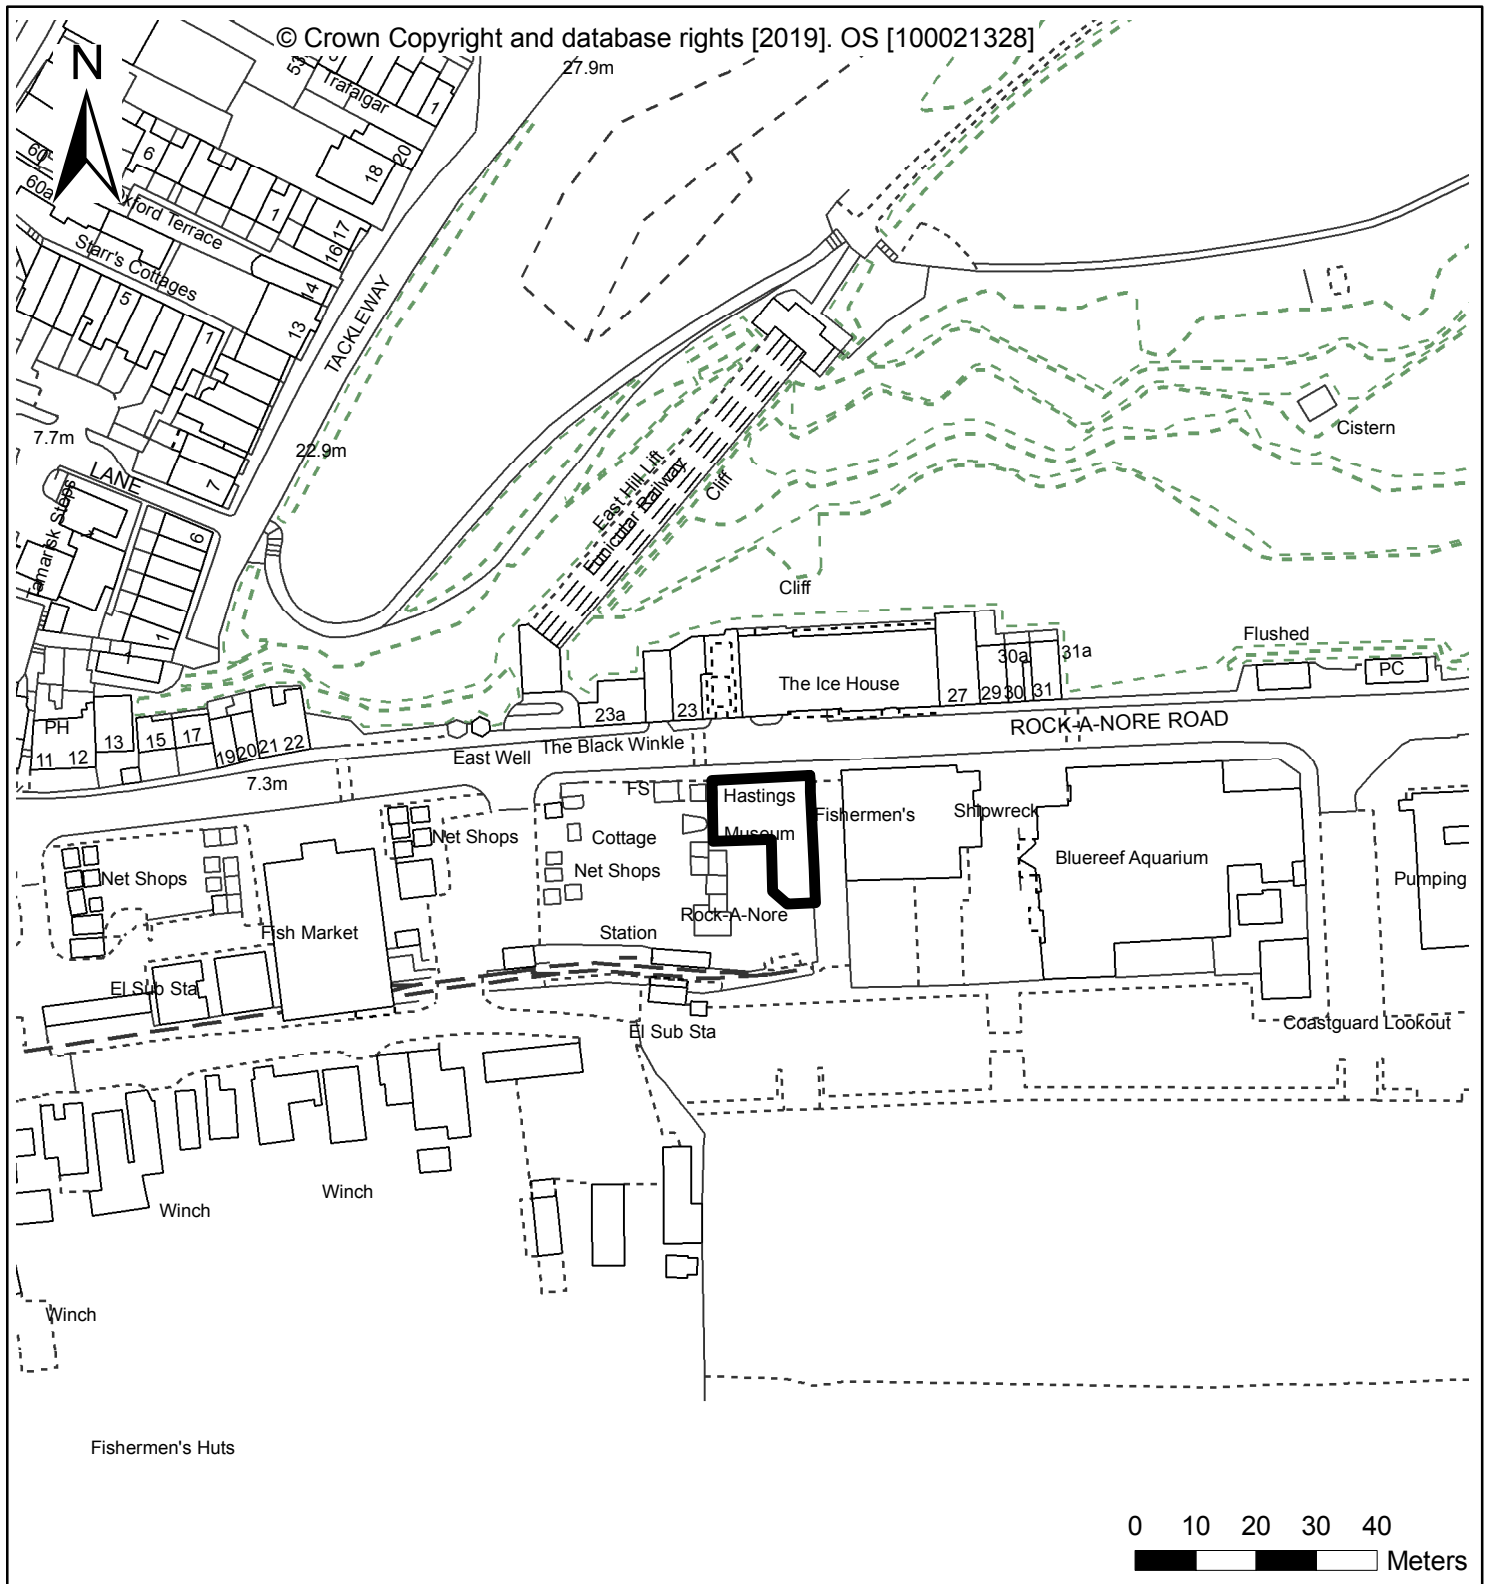 © Crown Copyright and database rights [2019]. OS [100021328]
N
27.9m
53
Trafalgar
1
60
6
18
20
60a
Oxford Terrace
1
17
16
Starr's Cottages
14
5
13
1
TACKLEWAY
7.7m
22.9m
LANE
7
Tamarisk Steps
6
1
Cistern
East Hill Lift
Funicular Railway
Cliff
Cliff
Flushed
30a
31a
PC
The Ice House
27
29
30
31
PH
11
12
13
15
17
19
20
21
22
23a
23
ROCK-A-NORE ROAD
The Black Winkle
East Well
7.3m
FS
Hastings
Fishermen's
Shipwreck
Museum
Net Shops
Cottage
Bluereef Aquarium
Net Shops
Net Shops
Pumping
Rock-A-Nore
Fish Market
Station
El Sub Sta
El Sub Sta
Coastguard Lookout
Winch
Winch
Winch
Fishermen's Huts
0 10 20 30 40
Meters